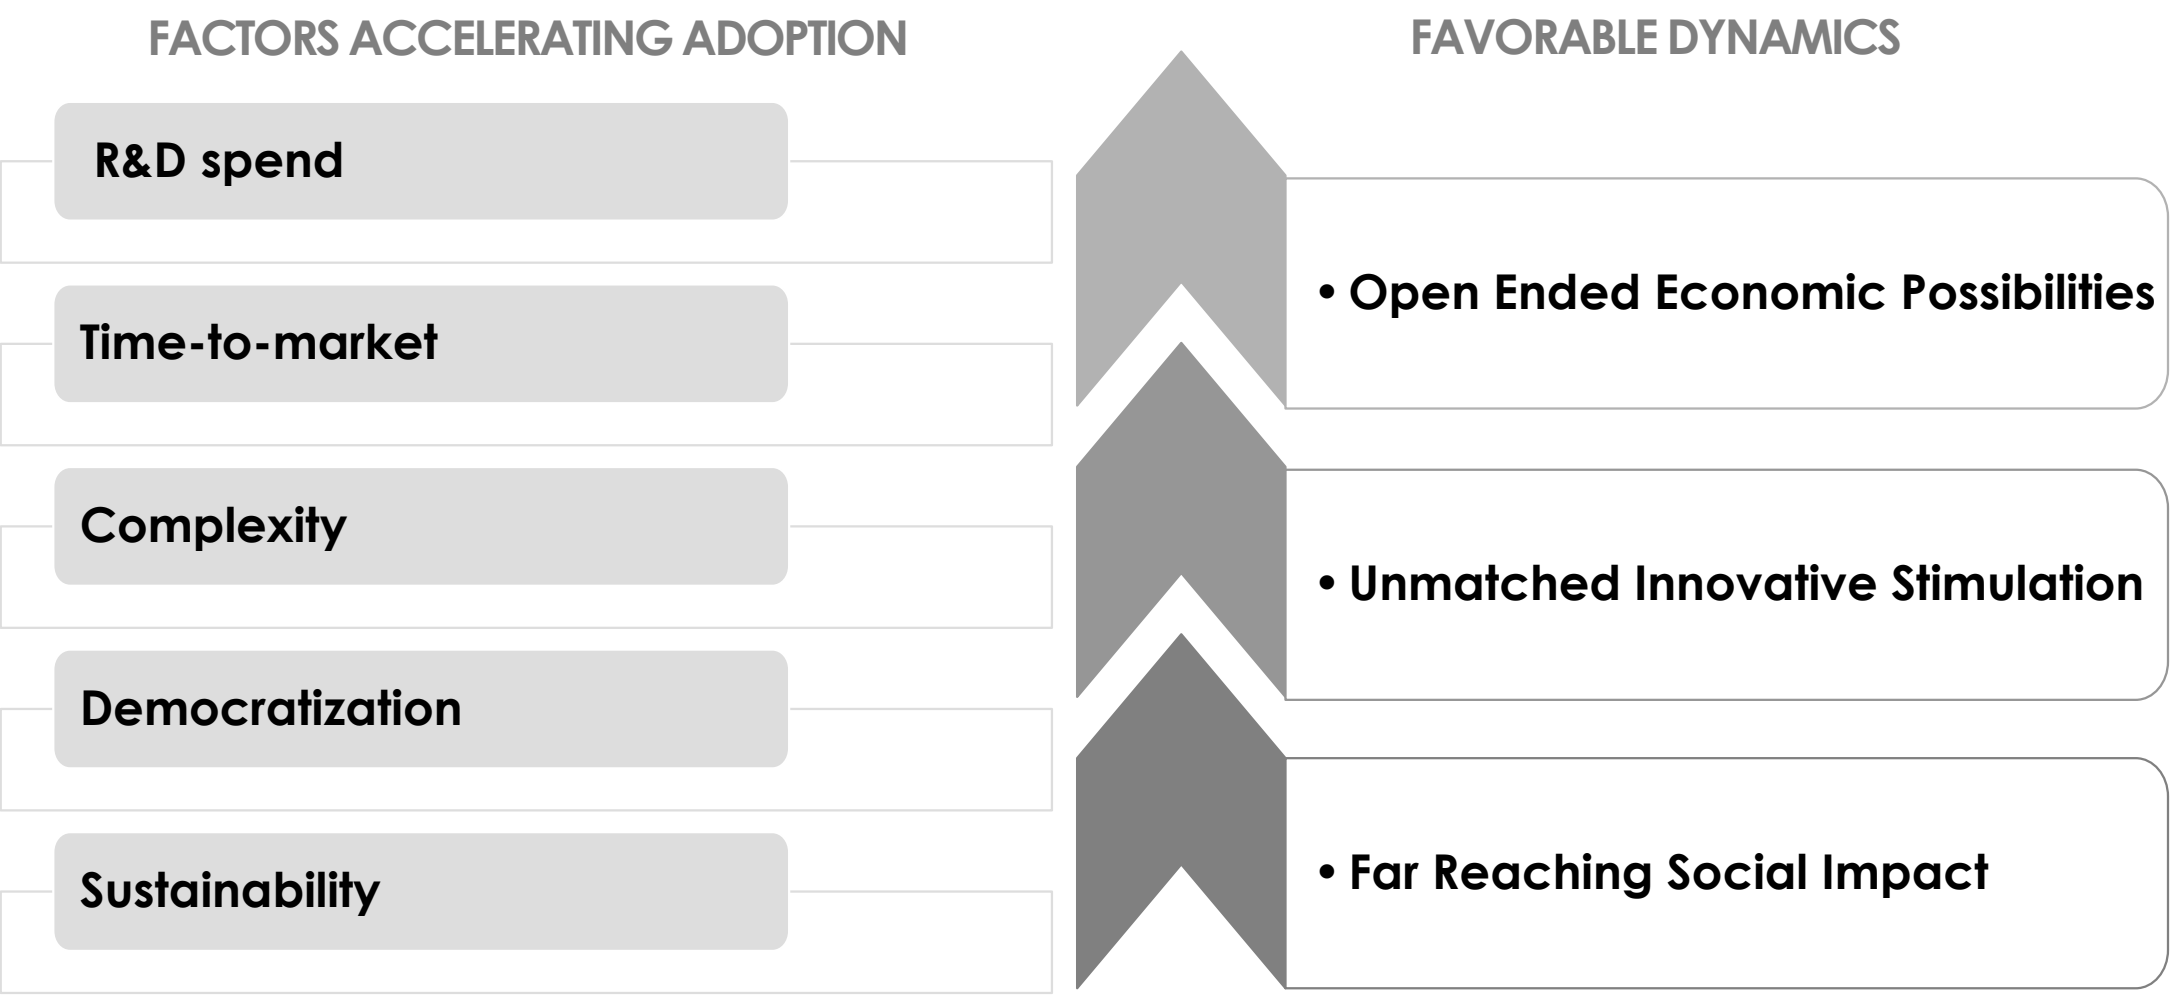 FACTORS ACCELERATING ADOPTION
R&D spend
Time-to-market
Complexity
Democratization
Sustainability
FAVORABLE DYNAMICS
• Open Ended Economic Possibilities
• Unmatched Innovative Stimulation
• Far Reaching Social Impact